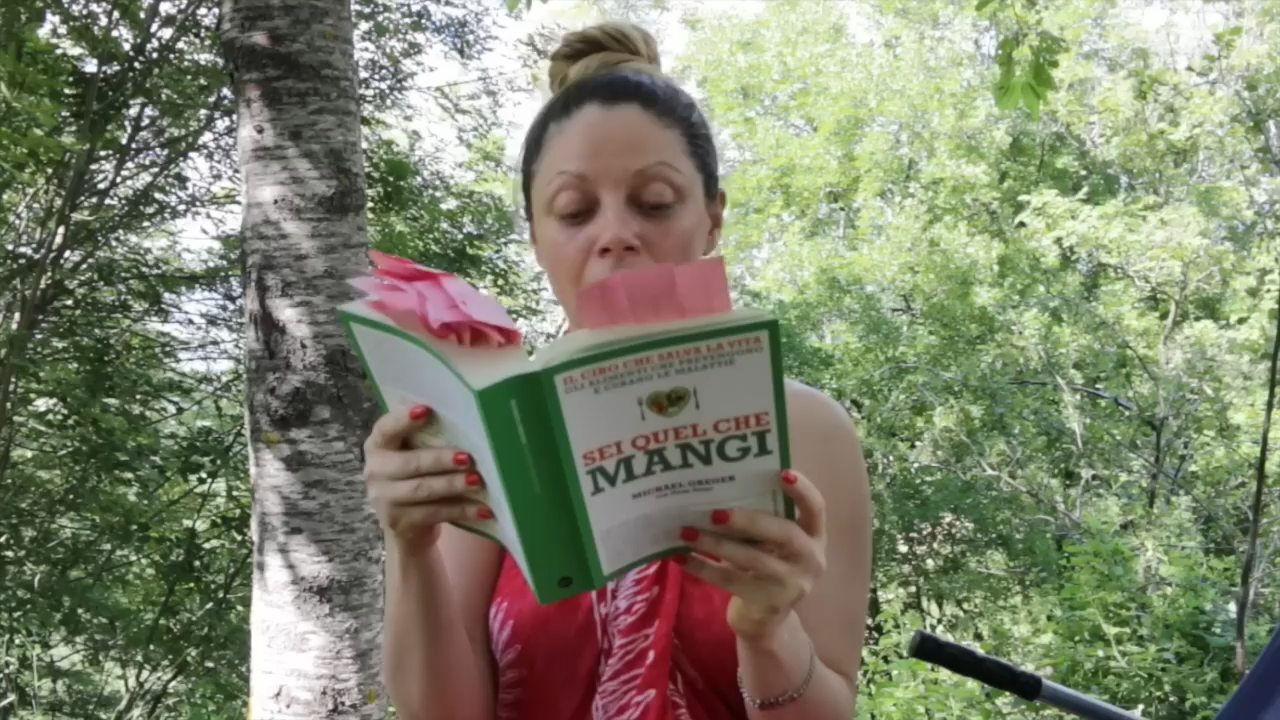 IL CIBO CHE SALVA LA VITA
GLI ALIMENTI CHE PREVENGONO
E CURANO LE MALATTIE
SEI QUEL CHE
MANGI
MICHAEL GREGER